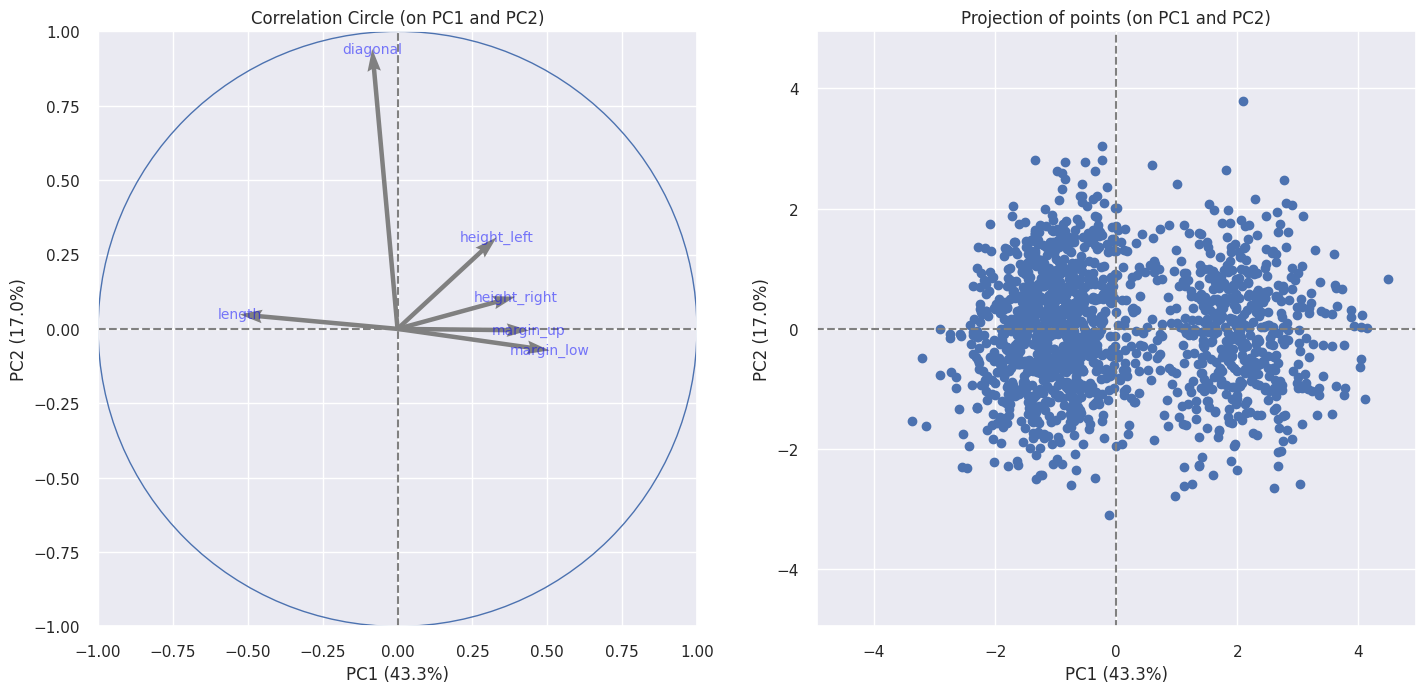 Correlation Circle (on PC1 and PC2)
1.00
0.75
0.50
0.25
0.00
−0.25
−0.50
−0.75
−1.00
PC2 (17.0%)
diagonal
height_left
height_right
length
margin_up
margin_low
−1.00
−0.75
−0.50
−0.25
0.00
0.25
0.50
0.75
1.00
PC1 (43.3%)
Projection of points (on PC1 and PC2)
4
2
0
−2
−4
PC2 (17.0%)
−4
−2
0
2
4
PC1 (43.3%)